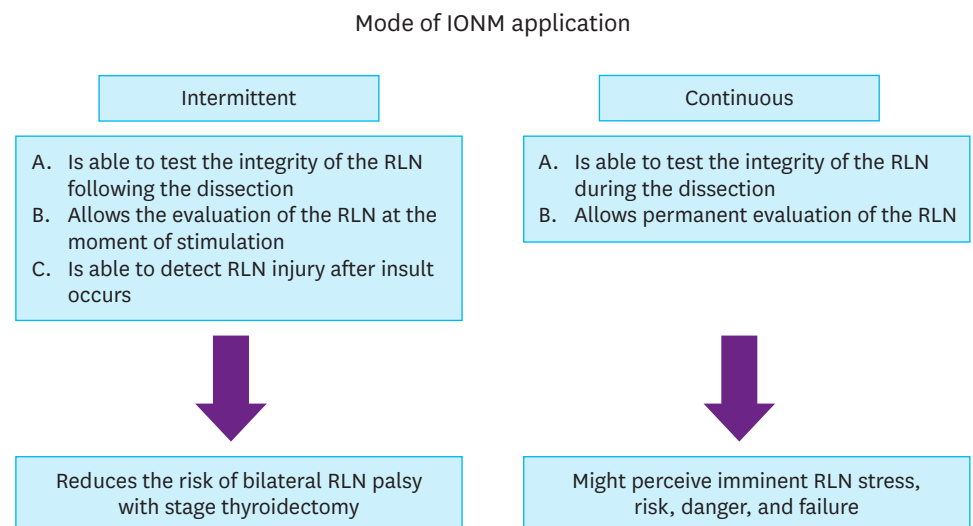 Mode of IONM application
Intermittent
A. Is able to test the integrity of the RLN
following the dissection
B. Allows the evaluation of the RLN at the
moment of stimulation
C. Is able to detect RLN injury after insult
occurs
Reduces the risk of bilateral RLN palsy
with stage thyroidectomy
Continuous
A. Is able to test the integrity of the RLN
during the dissection
B. Allows permanent evaluation of the RLN
Might perceive imminent RLN stress,
risk, danger, and failure